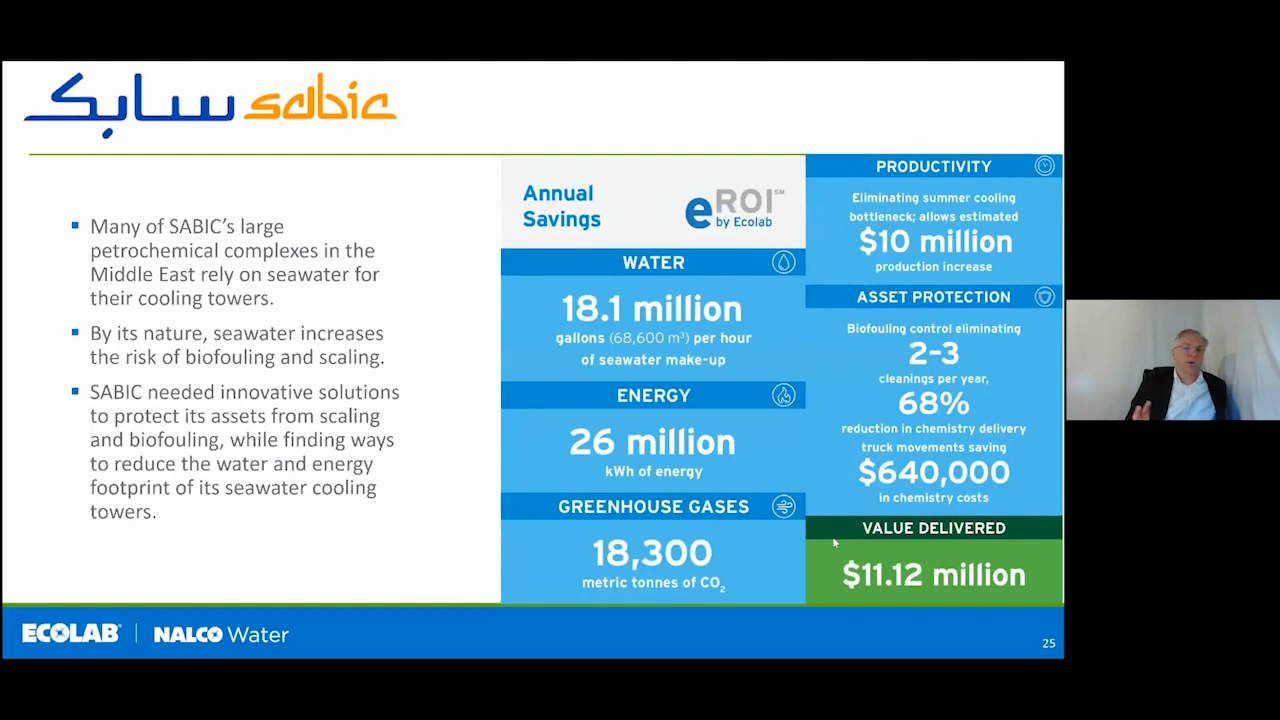 سابک sabic
Many of SABIC's large
petrochemical complexes in the
Middle East rely on seawater for
their cooling towers.
By its nature, seawater increases
the risk of biofouling and scaling.
SABIC needed innovative solutions
to protect its assets from scaling
and biofouling, while finding ways
to reduce the water and energy
footprint of its seawater cooling
towers.
Annual
Savings
eROI℠
by Ecolab
WATER
18.1 million
gallons (68,600 m³) per hour
of seawater make-up
ENERGY
26 million
kWh of energy
GREENHOUSE GASES
18,300
metric tonnes of CO₂
PRODUCTIVITY
Eliminating summer cooling
bottleneck; allows estimated
$10 million
production increase
ASSET PROTECTION
Biofouling control eliminating
2-3
cleanings per year,
68%
reduction in chemistry delivery
truck movements saving
$640,000
in chemistry costs
VALUE DELIVERED
$11.12 million
ECOLAB® | NALCO Water
25